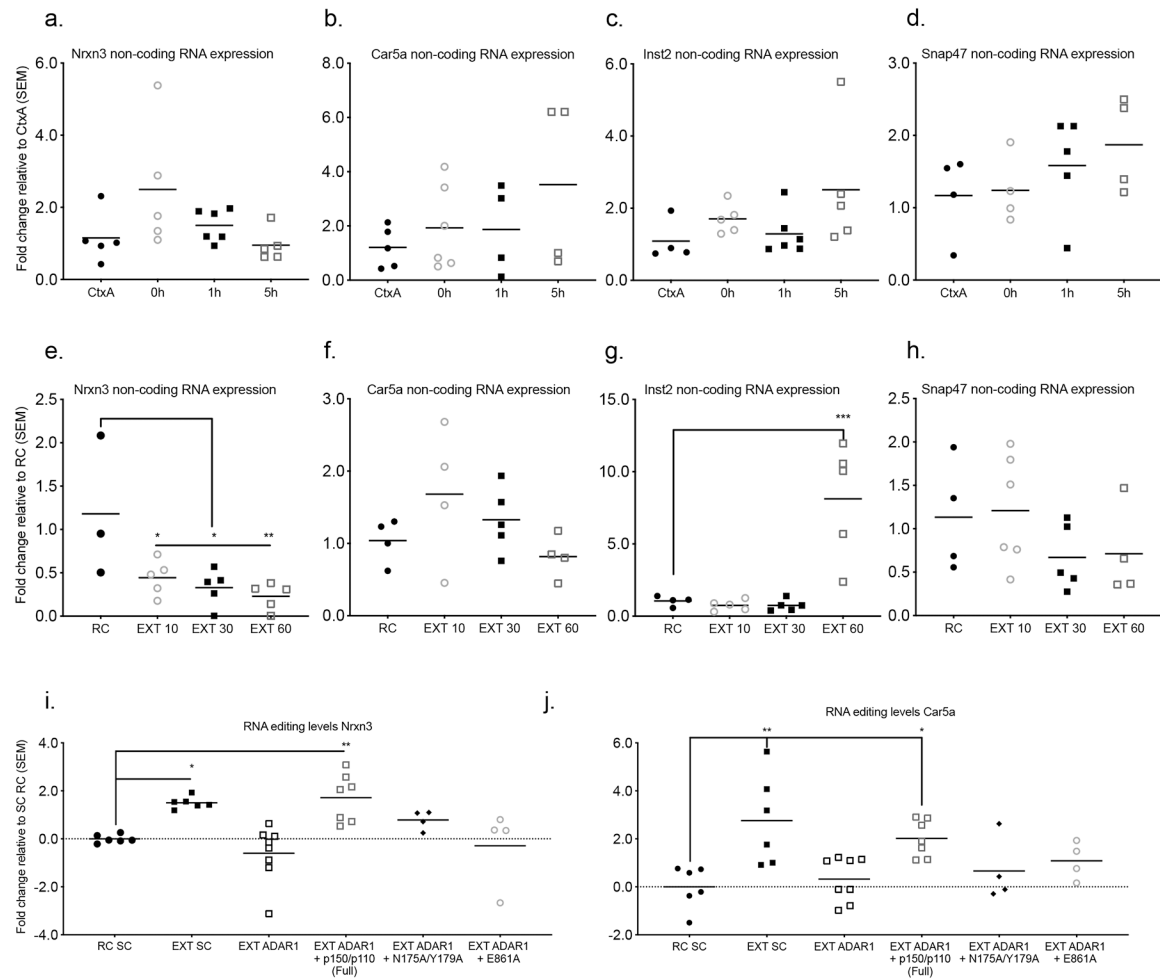 a.
Nrxn3 non-coding RNA expression
Fold change relative to CtxA (SEM)
6.0
4.0
2.0
0.0
CtxA
0h
1h
5h
b.
Car5a non-coding RNA expression
8.0
6.0
4.0
2.0
0.0
CtxA
0h
1h
5h
c.
Inst2 non-coding RNA expression
6.0
4.0
2.0
0.0
CtxA
0h
1h
5h
d.
Snap47 non-coding RNA expression
3.0
2.0
1.0
0.0
CtxA
0h
1h
5h
e.
Nrxn3 non-coding RNA expression
Fold change relative to RC (SEM)
2.5
2.0
1.5
1.0
0.5
0.0
*
*
**
RC
EXT 10
EXT 30
EXT 60
f.
Car5a non-coding RNA expression
3.0
2.0
1.0
0.0
RC
EXT 10
EXT 30
EXT 60
g.
Inst2 non-coding RNA expression
15.0
10.0
5.0
0.0
***
RC
EXT 10
EXT 30
EXT 60
h.
Snap47 non-coding RNA expression
2.5
2.0
1.5
1.0
0.5
0.0
RC
EXT 10
EXT 30
EXT 60
i.
RNA editing levels Nrxn3
Fold change relative to SC RC (SEM)
4.0
2.0
0.0
-2.0
-4.0
*
**
RC SC
EXT SC
EXT ADAR1
EXT ADAR1
+ p150/p110
(Full)
EXT ADAR1
+ N175A/Y179A
EXT ADAR1
+ E861A
j.
RNA editing levels Car5a
6.0
4.0
2.0
0.0
-2.0
**
*
RC SC
EXT SC
EXT ADAR1
EXT ADAR1
+ p150/p110
(Full)
EXT ADAR1
+ N175A/Y179A
EXT ADAR1
+ E861A